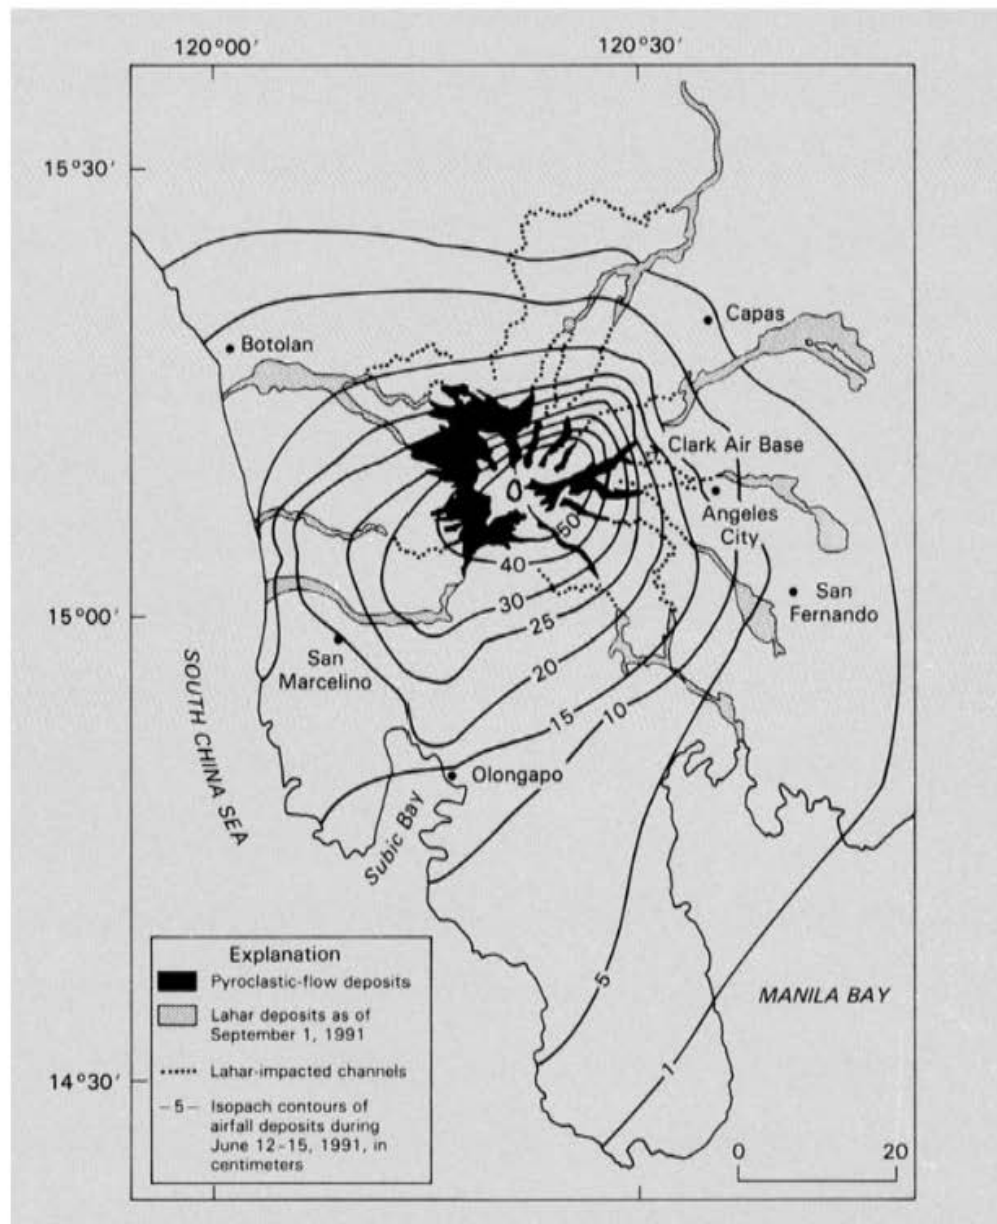 120°00′
120°30′
15°30′
Capas
Botolan
Clark Air Base
Angeles
City
50
40
San
Fernando
30
15°00′
25
San
Marcelino
20
15
10
SOUTH CHINA SEA
Olongapo
Subic Bay
5
MANILA BAY
1
14°30′
Explanation
Pyroclastic-flow deposits
Lahar deposits as of
September 1, 1991
Lahar-impacted channels
–5– Isopach contours of
airfall deposits during
June 12–15, 1991, in
centimeters
0 20